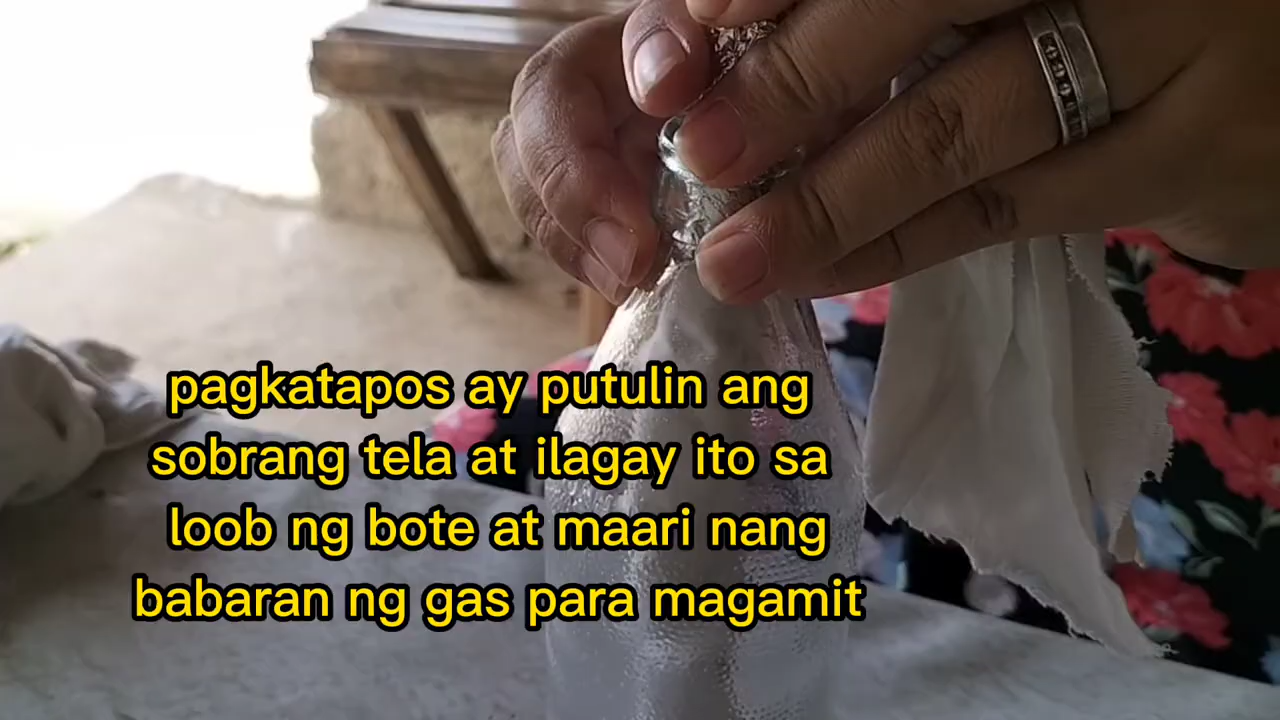 pagkatapos ay putulin ang
sobrang tela at ilagay ito sa
loob ng bote at maari nang
babaran ng gas para magamit